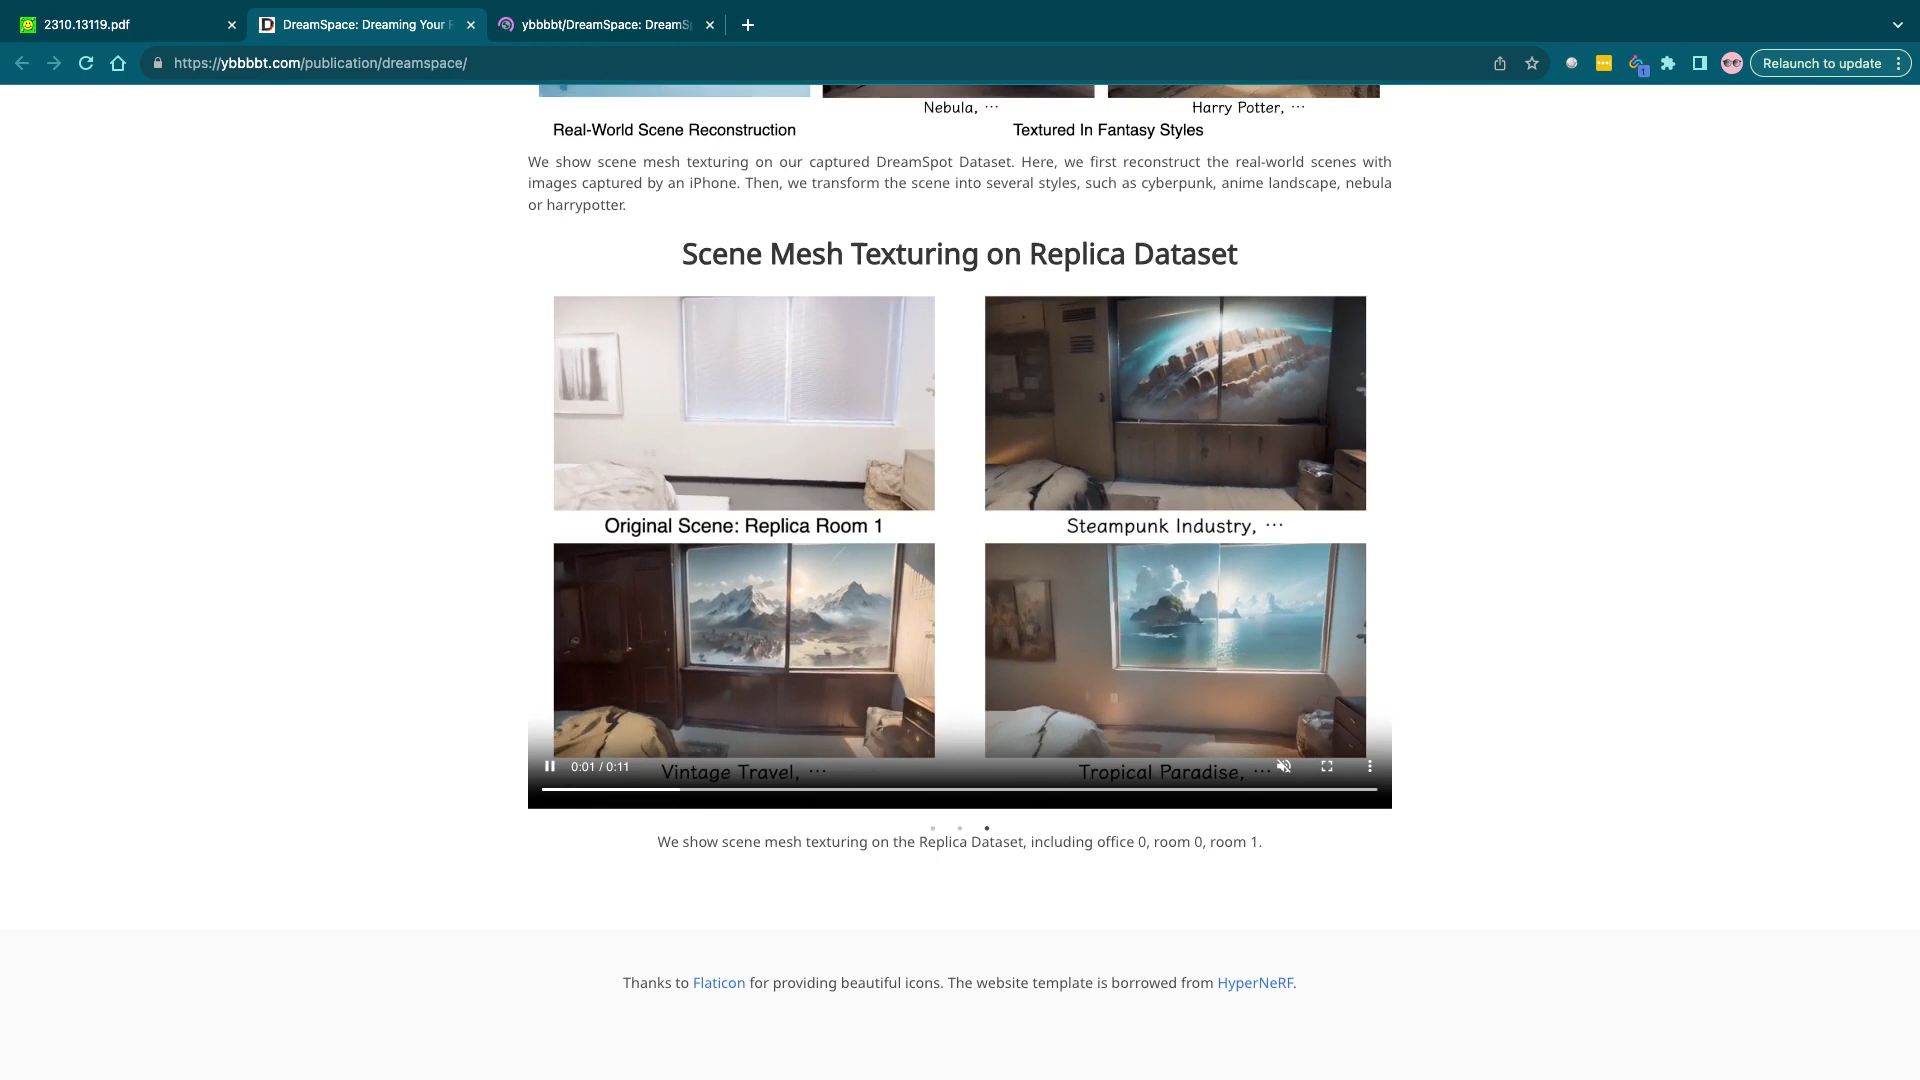 2310.13119.pdf
DreamSpace: Dreaming Your
ybbbbt/DreamSpace: DreamS
https://ybbbbt.com/publication/dreamspace/
1
Relaunch to update
Nebula, ...
Harry Potter, ...
Real-World Scene Reconstruction
Textured In Fantasy Styles
We show scene mesh texturing on our captured DreamSpot Dataset. Here, we first reconstruct the real-world scenes with
images captured by an iPhone. Then, we transform the scene into several styles, such as cyberpunk, anime landscape, nebula
or harrypotter.
Scene Mesh Texturing on Replica Dataset
Original Scene: Replica Room 1
Steampunk Industry, ...
Vintage Travel, ...
Tropical Paradise, ...
0:01 / 0:11
We show scene mesh texturing on the Replica Dataset, including office 0, room 0, room 1.
Thanks to Flaticon for providing beautiful icons. The website template is borrowed from HyperNeRF.